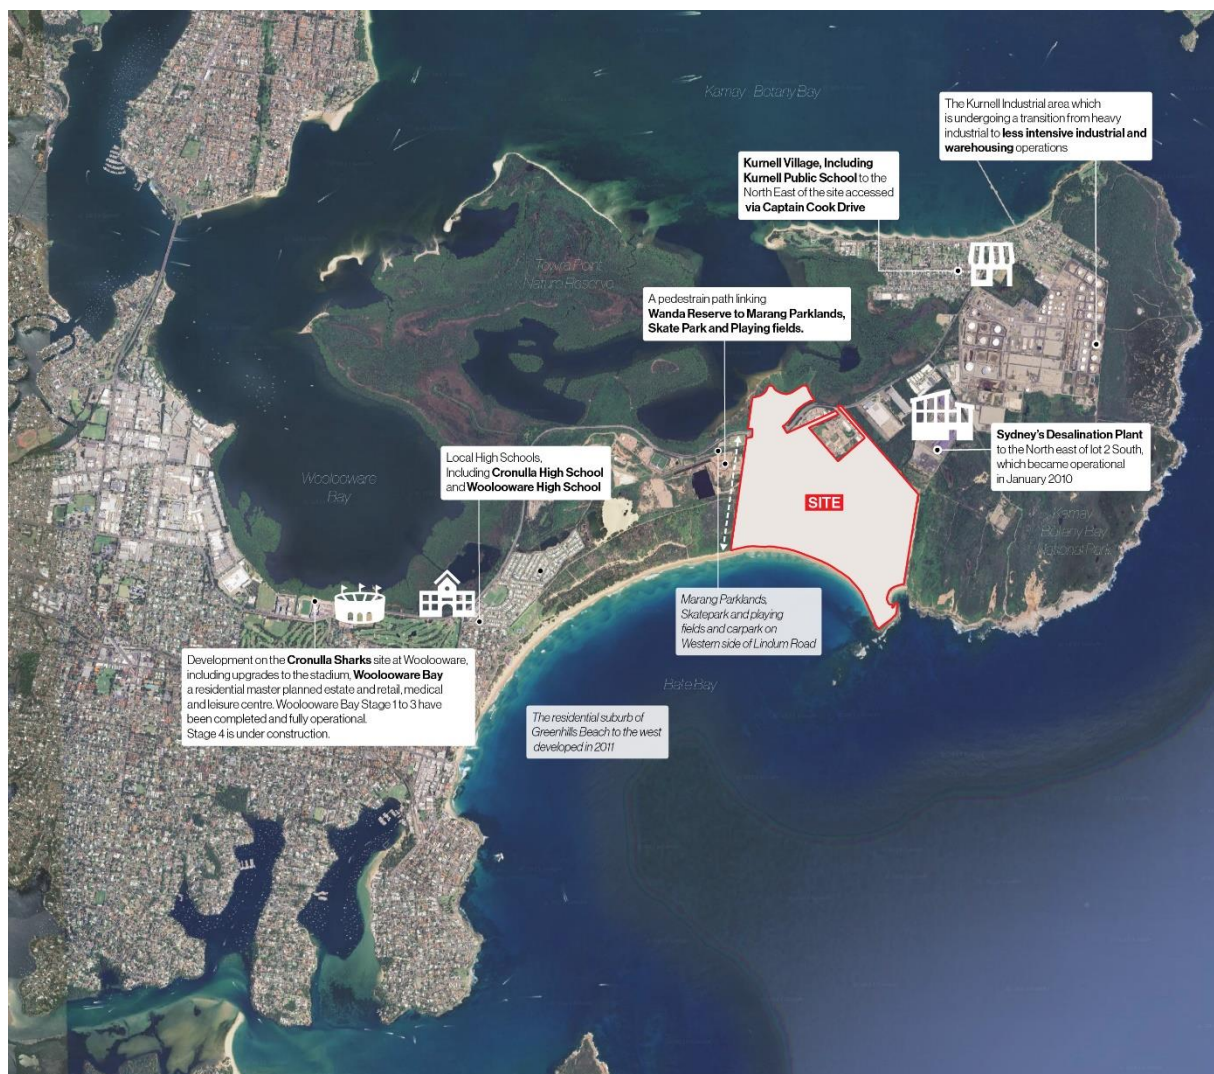 Kamay Botany Bay
The Kurnell Industrial area which
is undergoing a transition from heavy
industrial to less intensive industrial and
warehousing operations
Kurnell Village, Including
Kurnell Public School to the
North East of the site accessed
via Captain Cook Drive
Towra Point
Nature Reserve
A pedestrain path linking
Wanda Reserve to Marang Parklands,
Skate Park and Playing fields.
Sydney's Desalination Plant
to the North east of lot 2 South,
which became operational
in January 2010
Local High Schools,
Including Cronulla High School
and Woolooware High School
Woolooware
Bay
SITE
Kamay
Botany Bay
National Park
Marang Parklands,
Skatepark and playing
fields and carpark on
Western side of Lindum Road
Development on the Cronulla Sharks site at Woolooware,
including upgrades to the stadium, Woolooware Bay
a residential master planned estate and retail, medical
and leisure centre. Woolooware Bay Stage 1 to 3 have
been completed and fully operational.
Stage 4 is under construction.
Bate Bay
The residential suburb of
Greenhills Beach to the west
developed in 2011